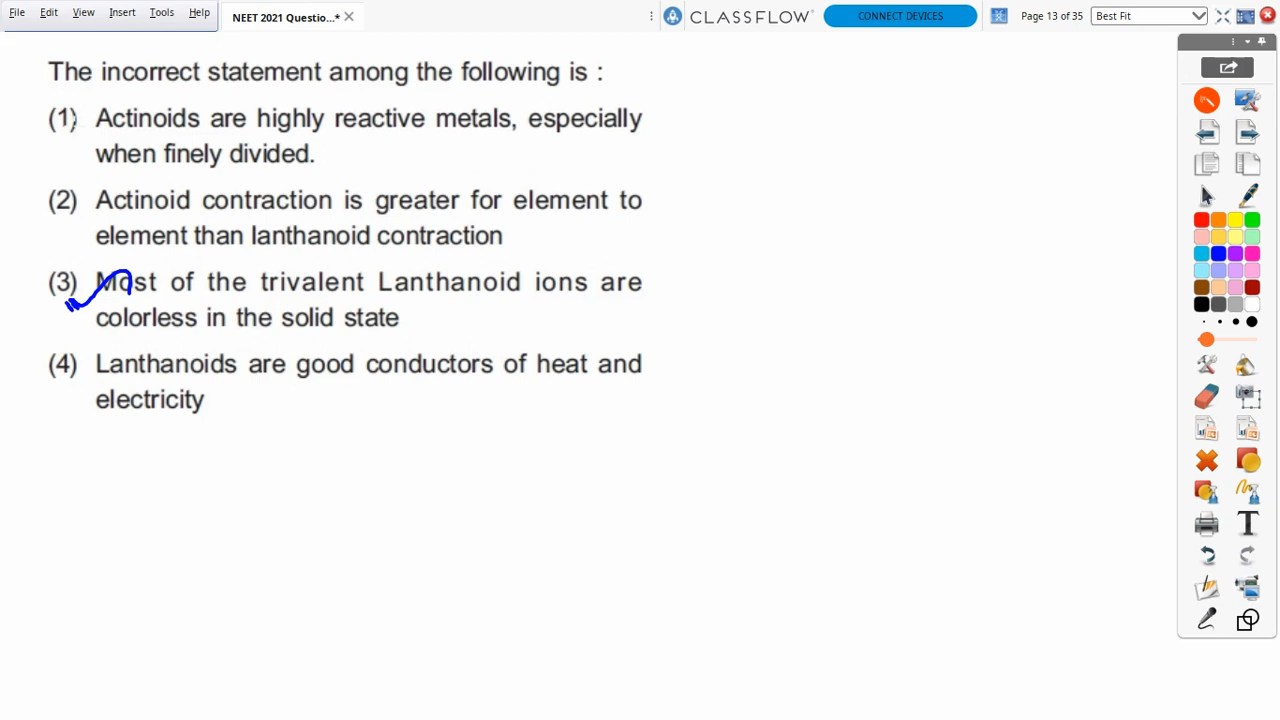 File Edit View Insert Tools Help
NEET 2021 Questio...*
CLASSFLOW
CONNECT DEVICES
Page 13 of 35
Best Fit
The incorrect statement among the following is :
(1) Actinoids are highly reactive metals, especially
when finely divided.
(2) Actinoid contraction is greater for element to
element than lanthanoid contraction
(3) Most of the trivalent Lanthanoid ions are
colorless in the solid state
(4) Lanthanoids are good conductors of heat and
electricity